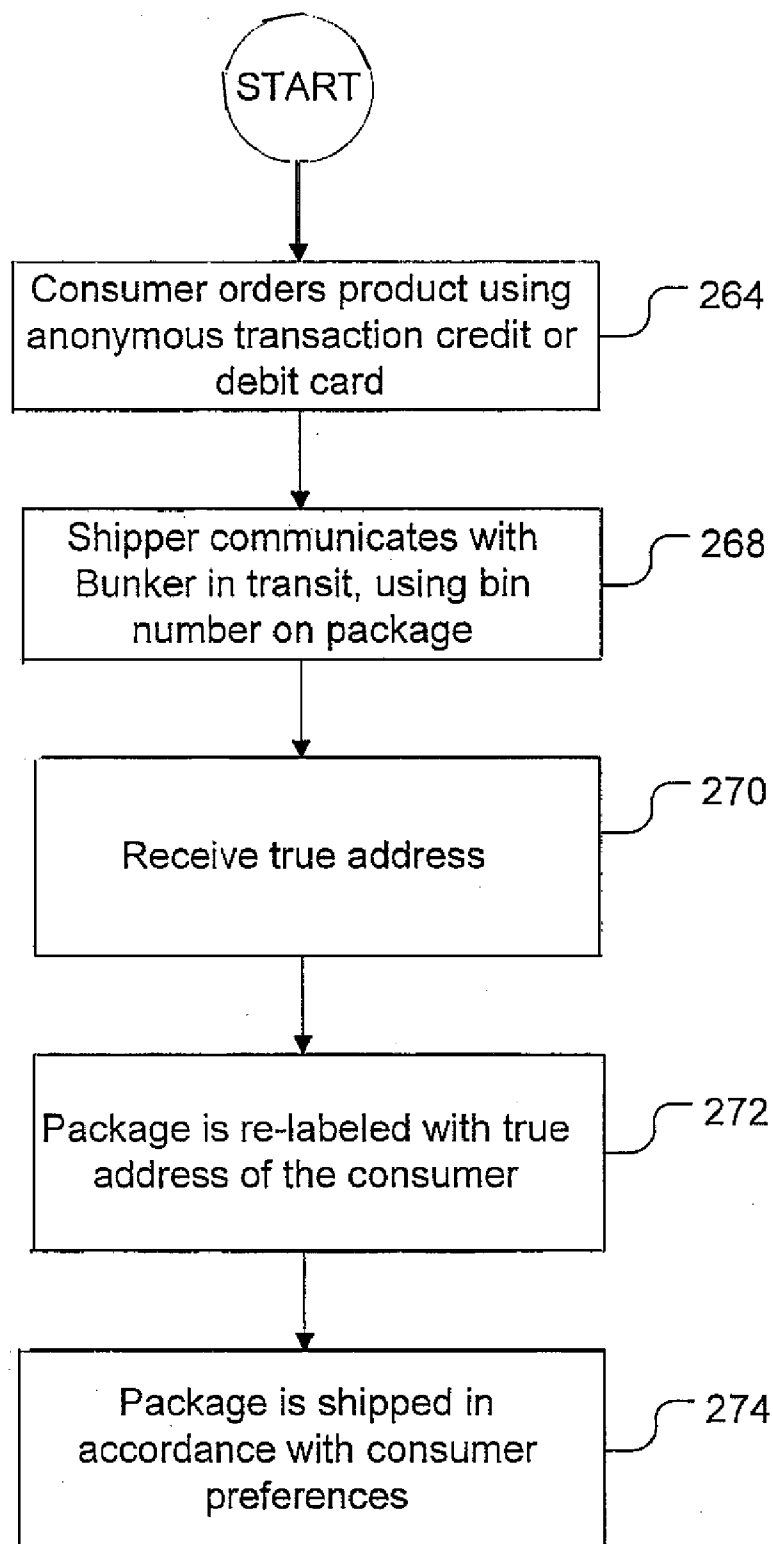 START
Consumer orders product using
anonymous transaction credit or
debit card
264
Shipper communicates with
Bunker in transit, using bin
number on package
268
Receive true address
270
Package is re-labeled with true
address of the consumer
272
Package is shipped in
accordance with consumer
preferences
274